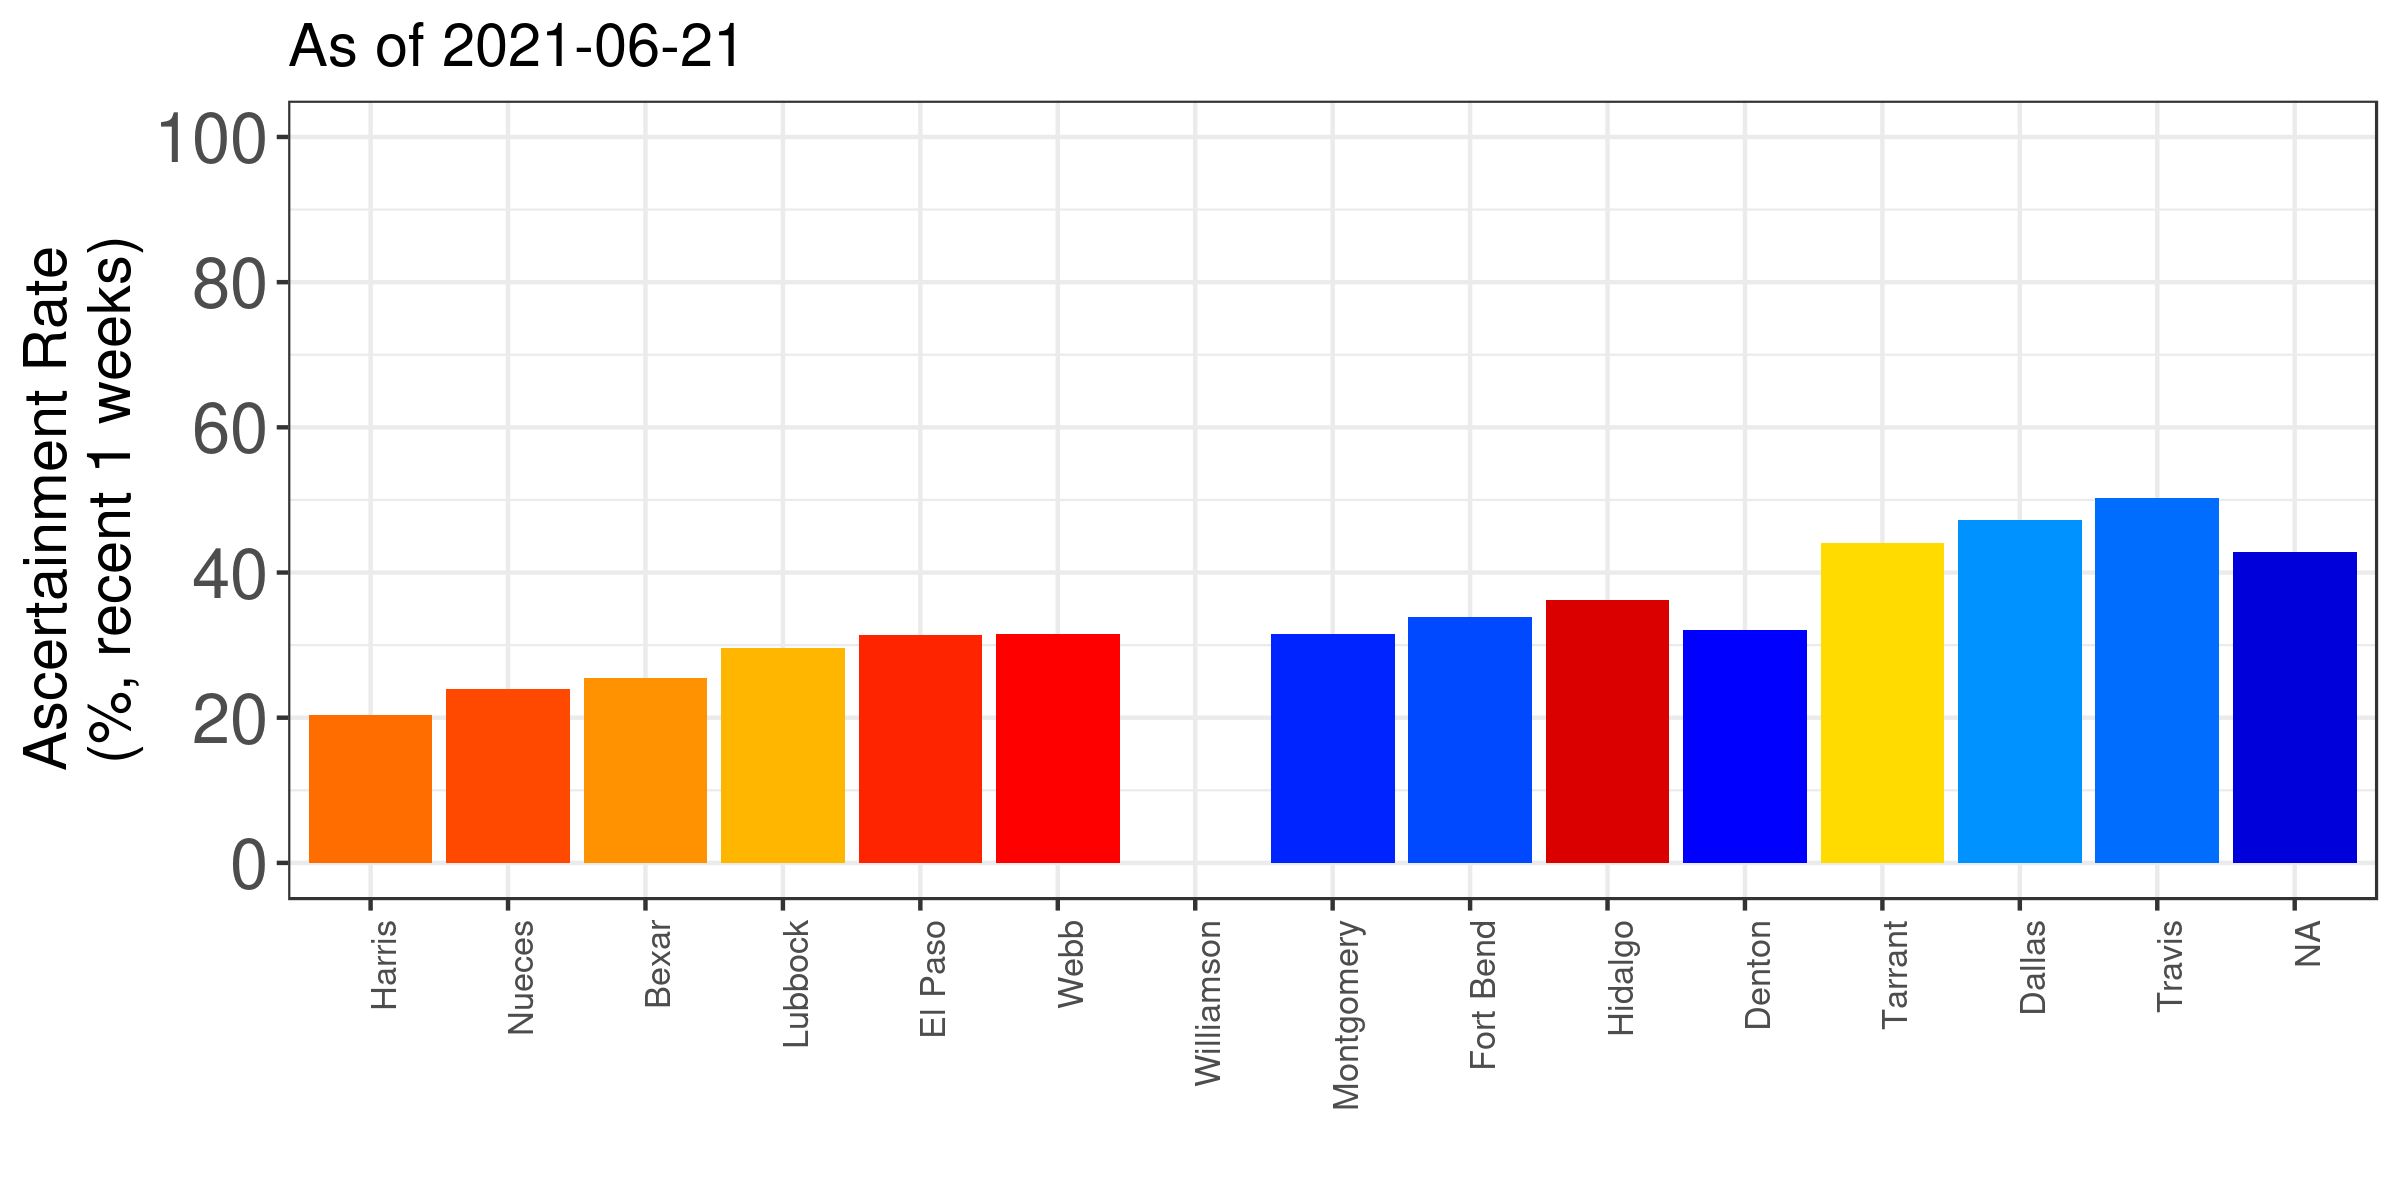 As of 2021-06-21
Ascertainment Rate
(%, recent 1 weeks)
100
80
60
40
20
0
Harris
Nueces
Bexar
Lubbock
El Paso
Webb
Williamson
Montgomery
Fort Bend
Hidalgo
Denton
Tarrant
Dallas
Travis
NA